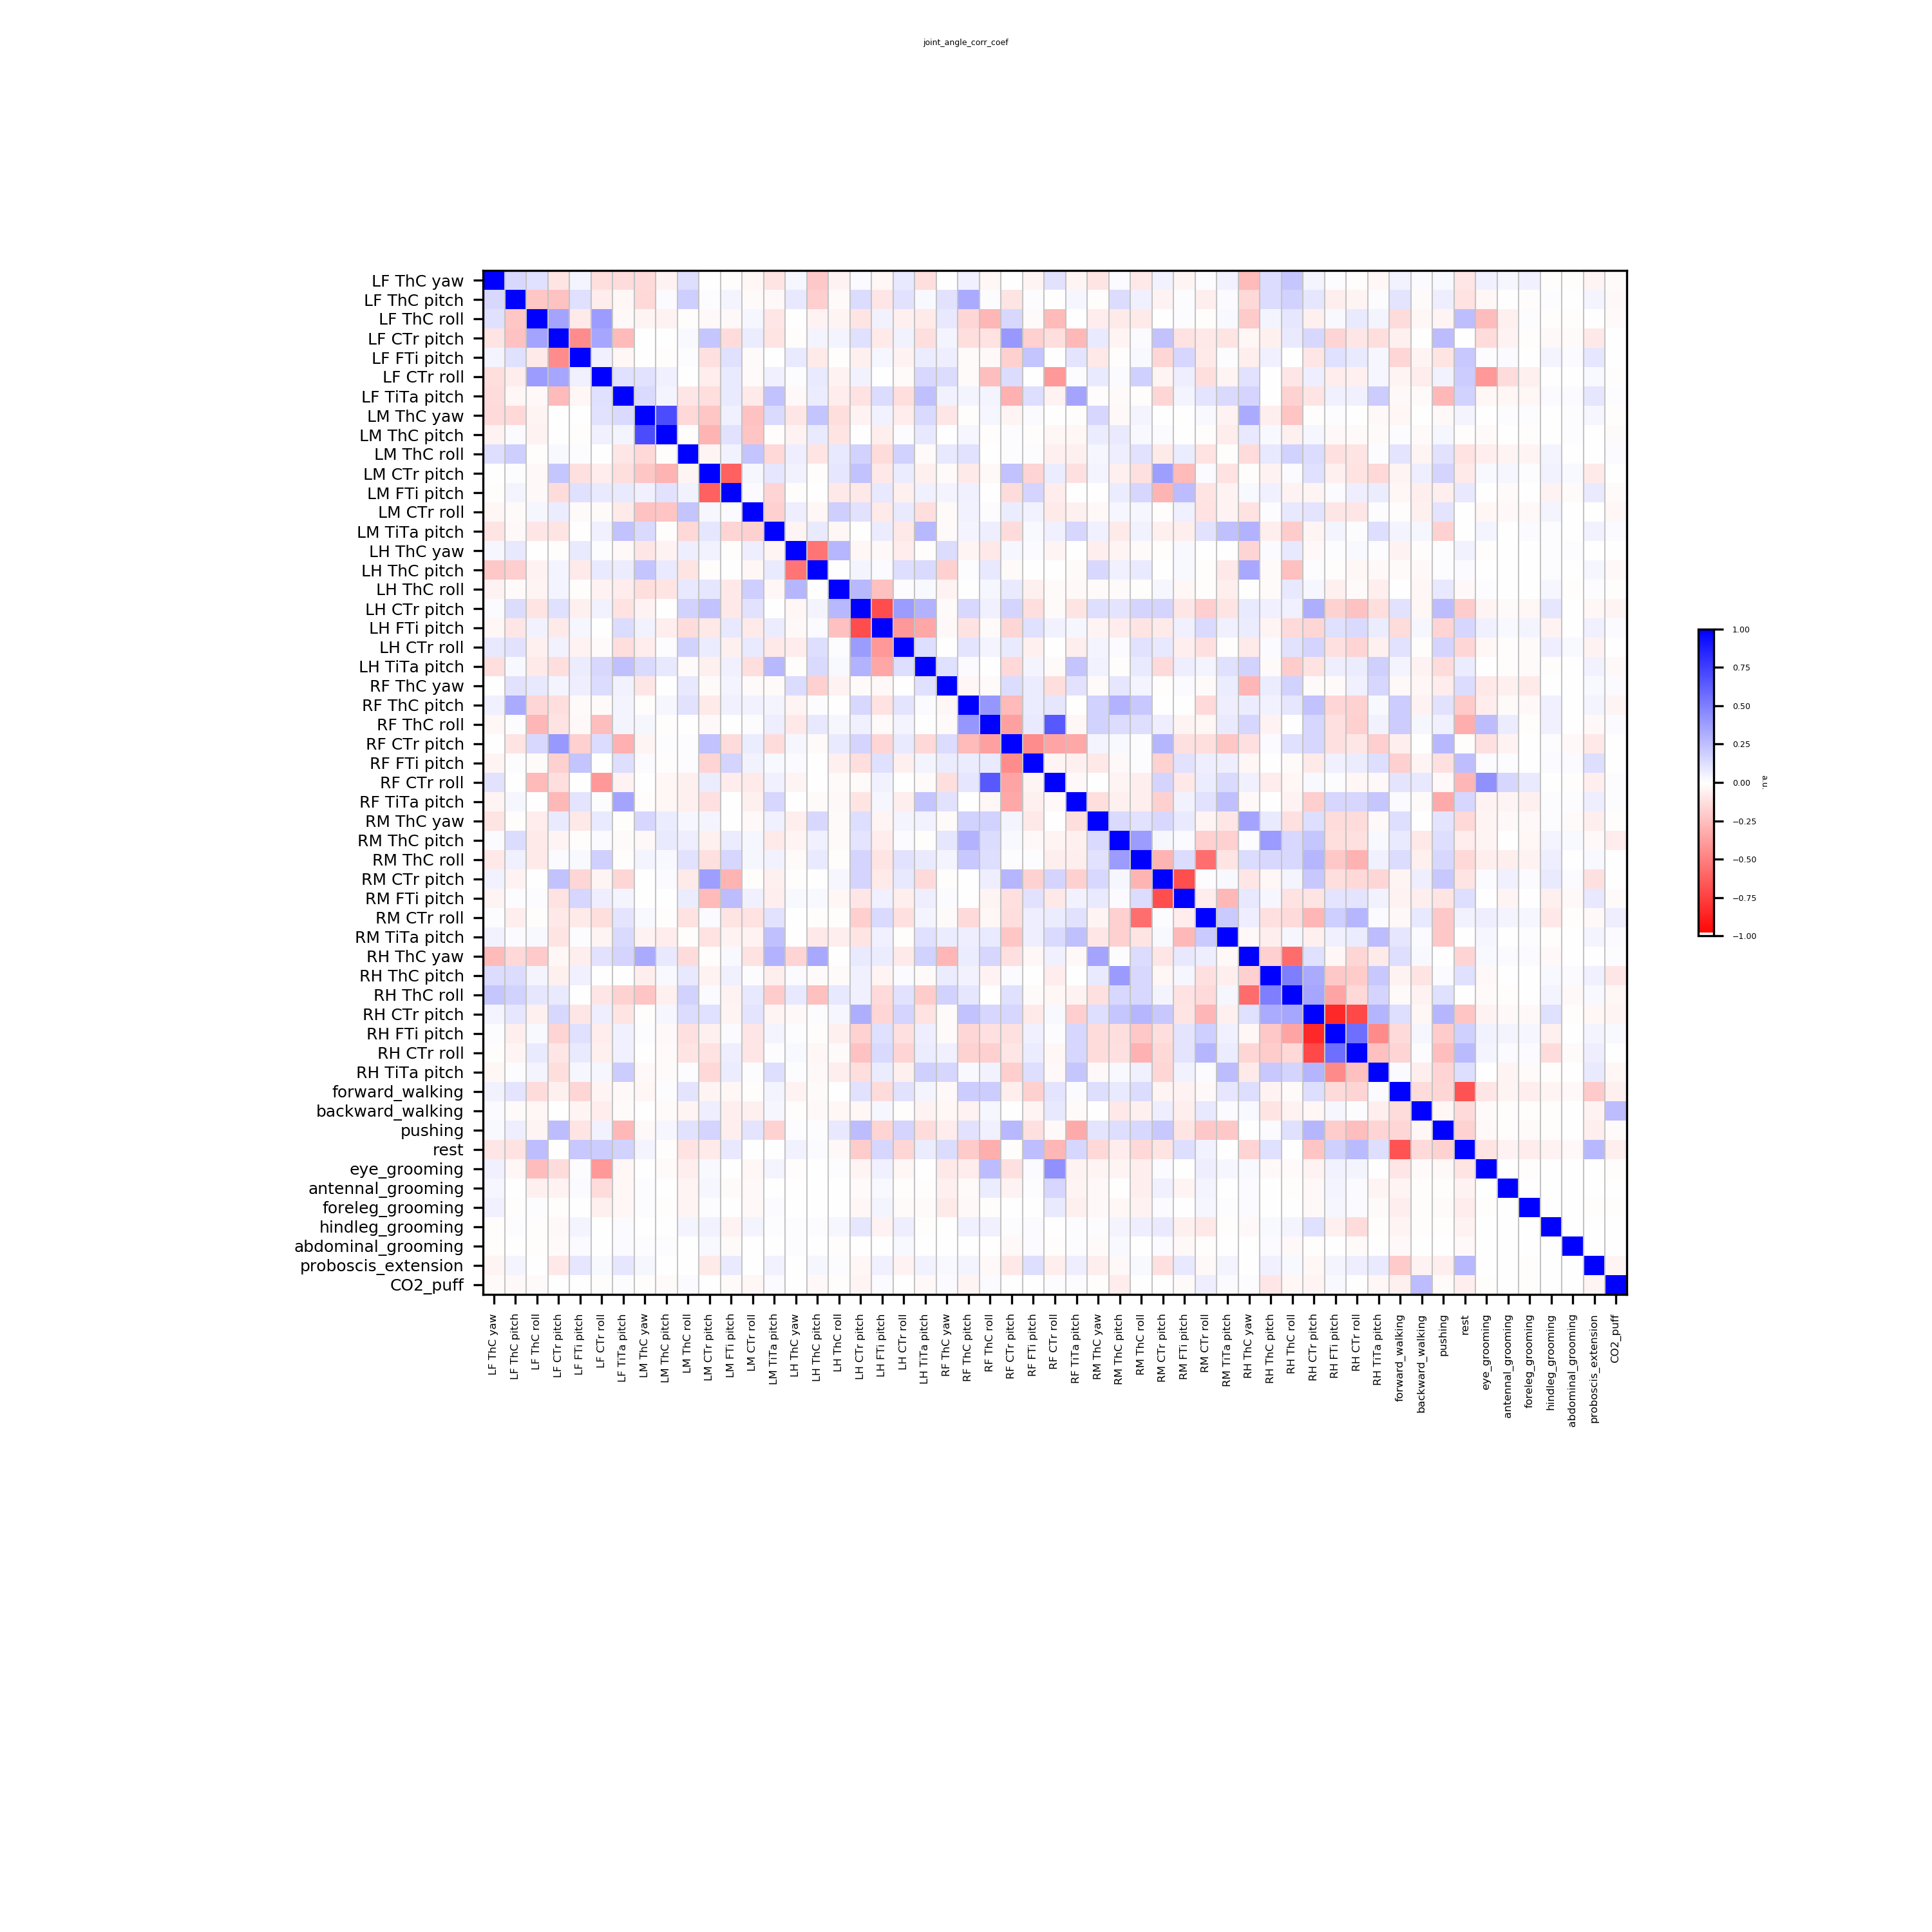 joint_angle_corr_coef
LF ThC yaw
LF ThC pitch
LF ThC roll
LF CTr pitch
LF FTi pitch
LF CTr roll
LF TiTa pitch
LM ThC yaw
LM ThC pitch
LM ThC roll
LM CTr pitch
LM FTi pitch
LM CTr roll
LM TiTa pitch
LH ThC yaw
LH ThC pitch
LH ThC roll
LH CTr pitch
LH FTi pitch
LH CTr roll
LH TiTa pitch
RF ThC yaw
RF ThC pitch
RF ThC roll
RF CTr pitch
RF FTi pitch
RF CTr roll
RF TiTa pitch
RM ThC yaw
RM ThC pitch
RM ThC roll
RM CTr pitch
RM FTi pitch
RM CTr roll
RM TiTa pitch
RH ThC yaw
RH ThC pitch
RH ThC roll
RH CTr pitch
RH FTi pitch
RH CTr roll
RH TiTa pitch
forward_walking
backward_walking
pushing
rest
eye_grooming
antennal_grooming
foreleg_grooming
hindleg_grooming
abdominal_grooming
proboscis_extension
CO2_puff
LF ThC yaw
LF ThC pitch
LF ThC roll
LF CTr pitch
LF FTi pitch
LF CTr roll
LF TiTa pitch
LM ThC yaw
LM ThC pitch
LM ThC roll
LM CTr pitch
LM FTi pitch
LM CTr roll
LM TiTa pitch
LH ThC yaw
LH ThC pitch
LH ThC roll
LH CTr pitch
LH FTi pitch
LH CTr roll
LH TiTa pitch
RF ThC yaw
RF ThC pitch
RF ThC roll
RF CTr pitch
RF FTi pitch
RF CTr roll
RF TiTa pitch
RM ThC yaw
RM ThC pitch
RM ThC roll
RM CTr pitch
RM FTi pitch
RM CTr roll
RM TiTa pitch
RH ThC yaw
RH ThC pitch
RH ThC roll
RH CTr pitch
RH FTi pitch
RH CTr roll
RH TiTa pitch
forward_walking
backward_walking
pushing
rest
eye_grooming
antennal_grooming
foreleg_grooming
hindleg_grooming
abdominal_grooming
proboscis_extension
CO2_puff
1.00
0.75
0.50
0.25
0.00
−0.25
−0.50
−0.75
−1.00
a.u.